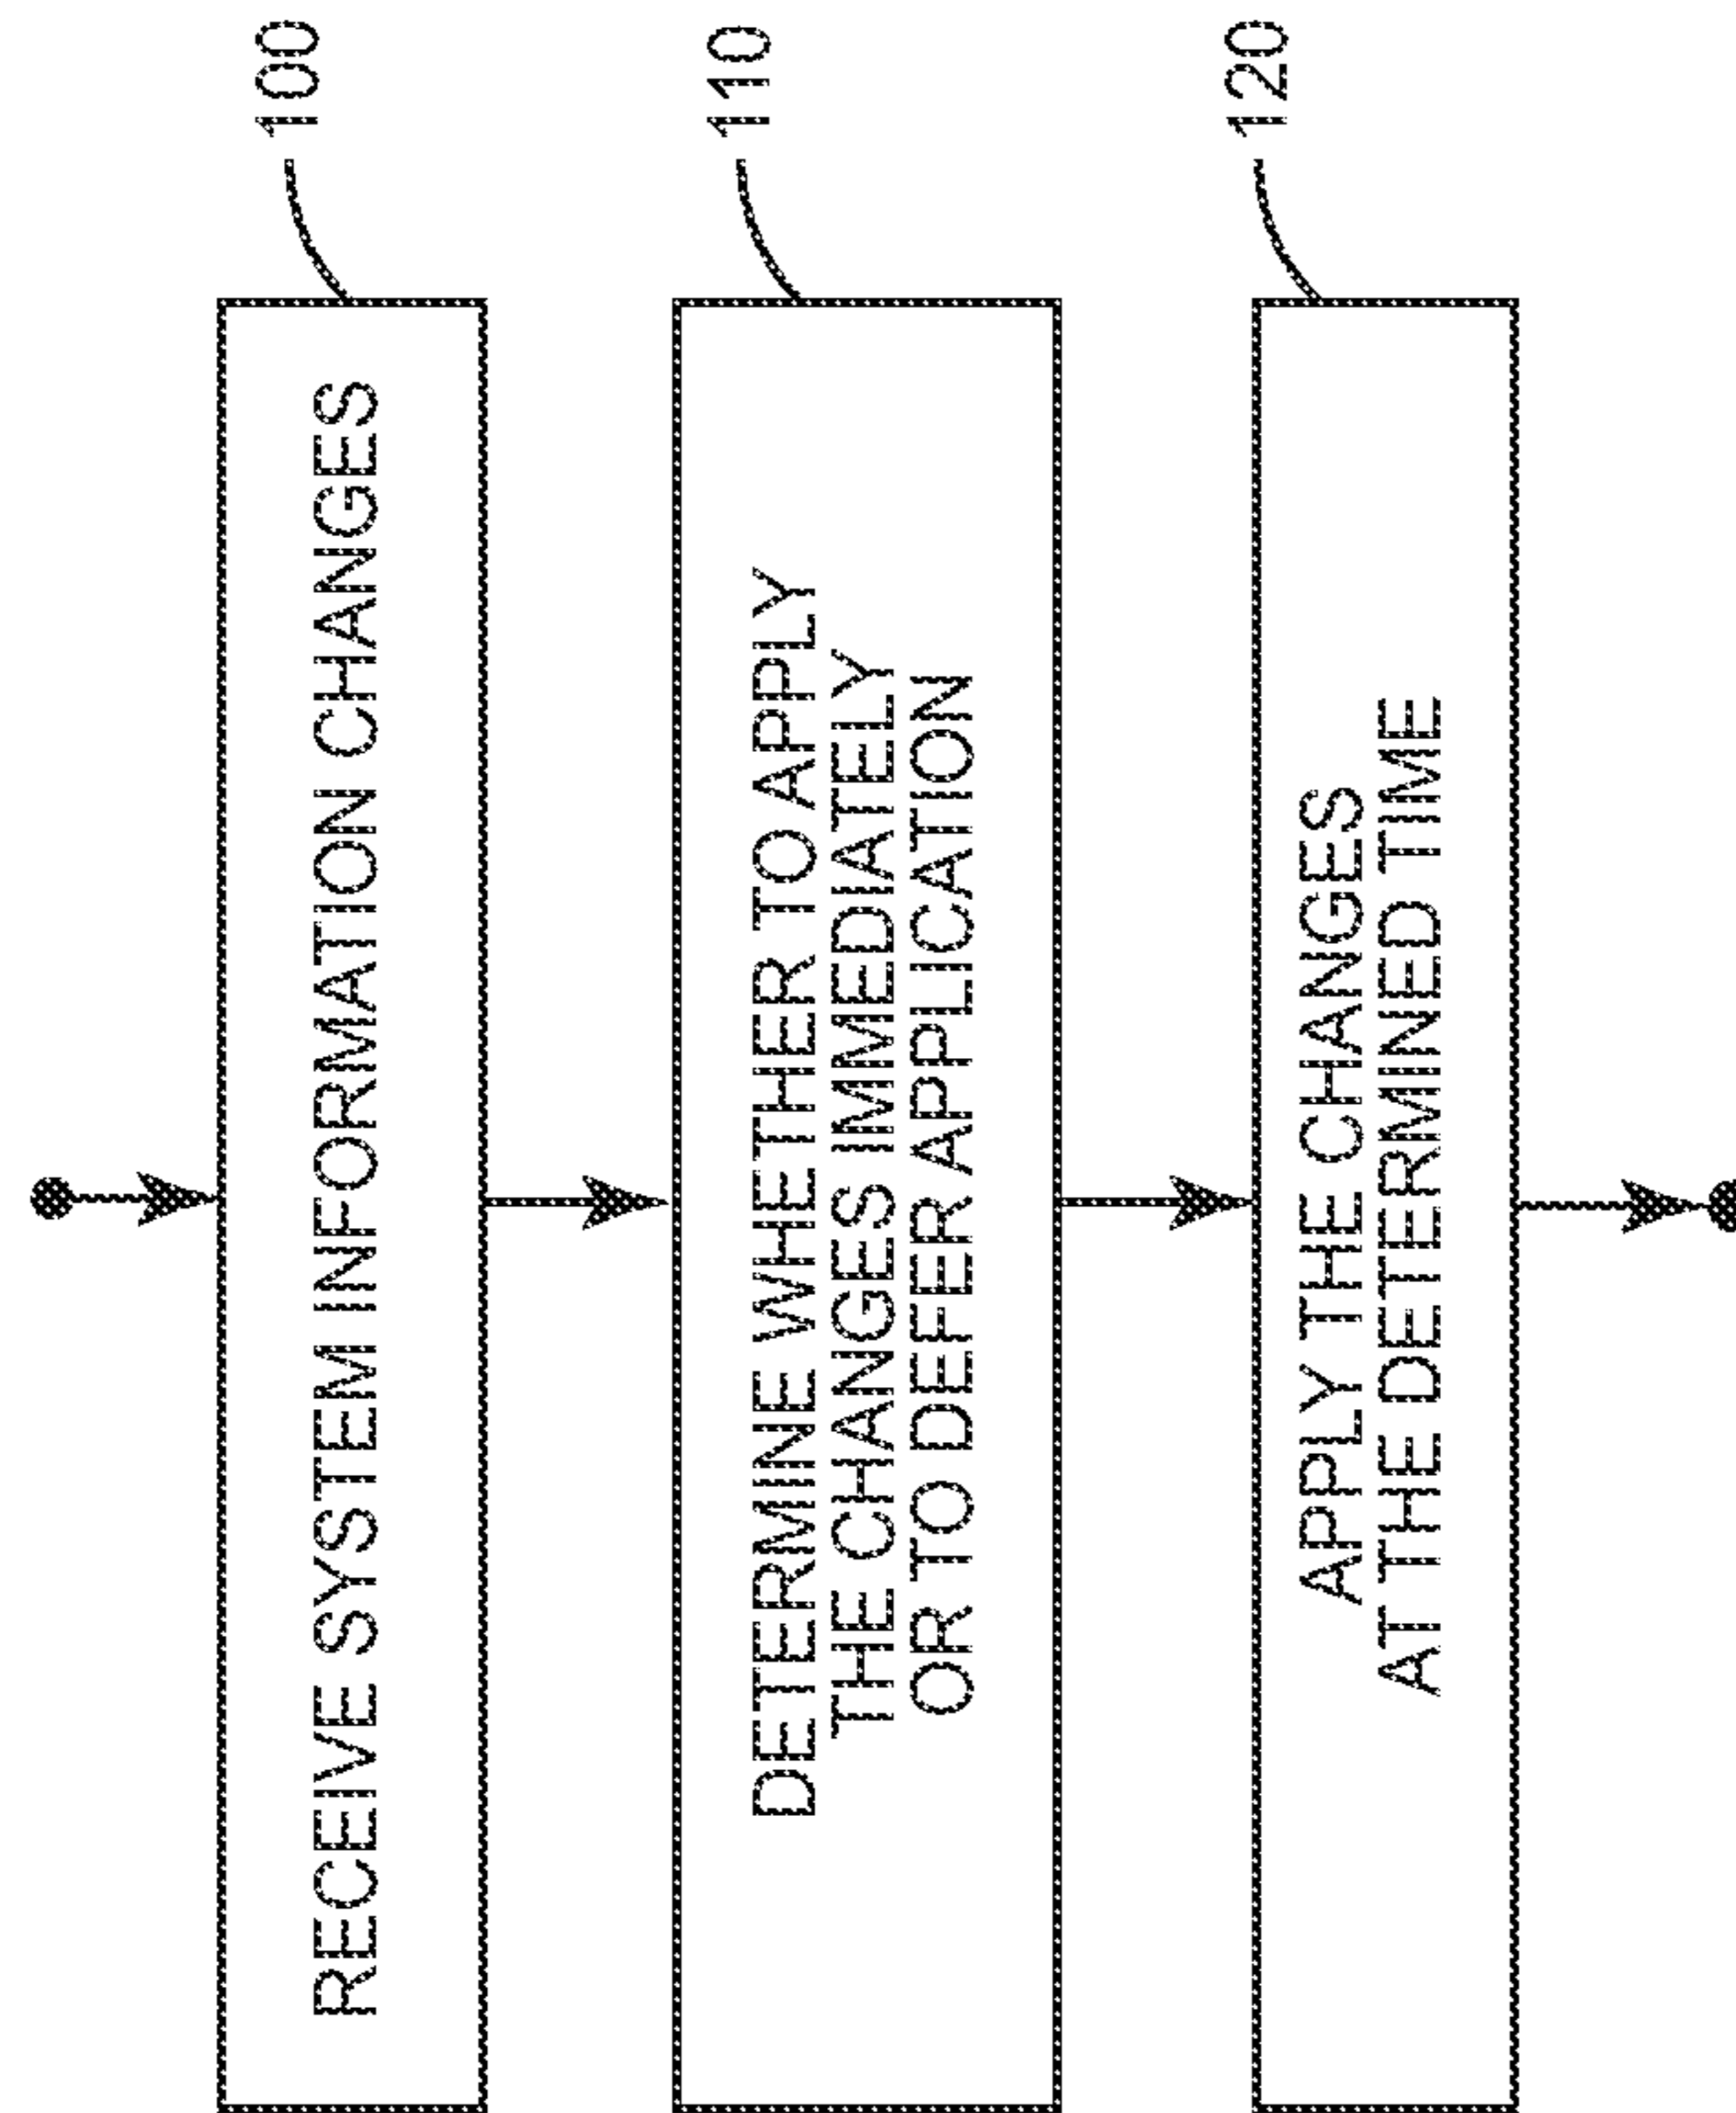 100
RECEIVE SYSTEM INFORMATION CHANGES
110
DETERMINE WHETHER TO APPLY
THE CHANGES IMMEDIATELY
OR TO DEFER APPLICATION
120
APPLY THE CHANGES
AT THE DETERMINED TIME